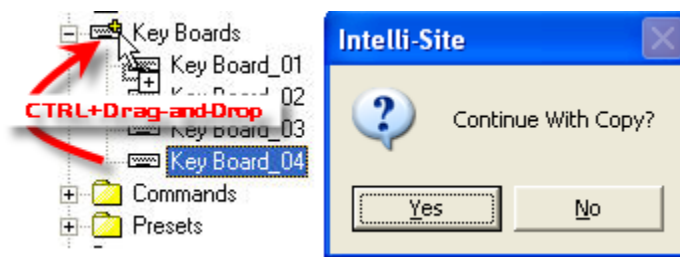 Key Boards
Key Board_01
02
CTRL+Drag-and-Drop
Key Board_03
Key Board_04
Commands
Presets
Intelli-Site
Continue With Copy?
Yes
No